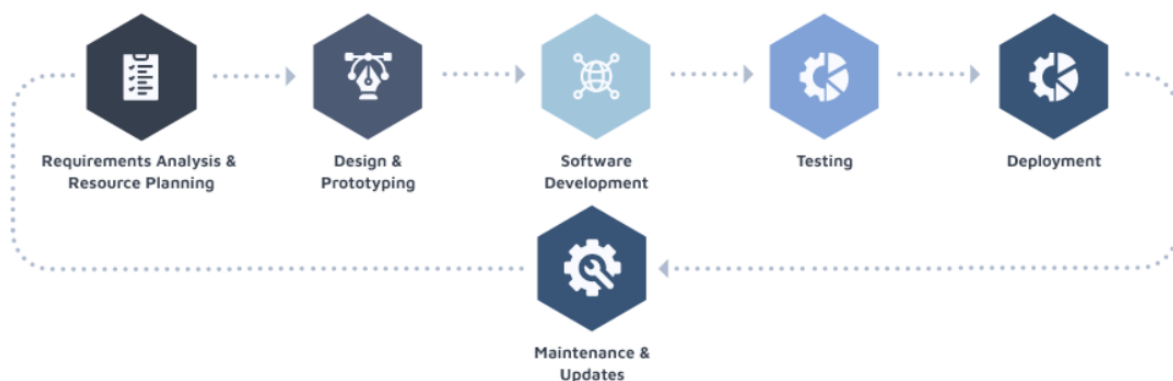 Requirements Analysis &
Resource Planning
Design &
Prototyping
Software
Development
Testing
Deployment
Maintenance &
Updates